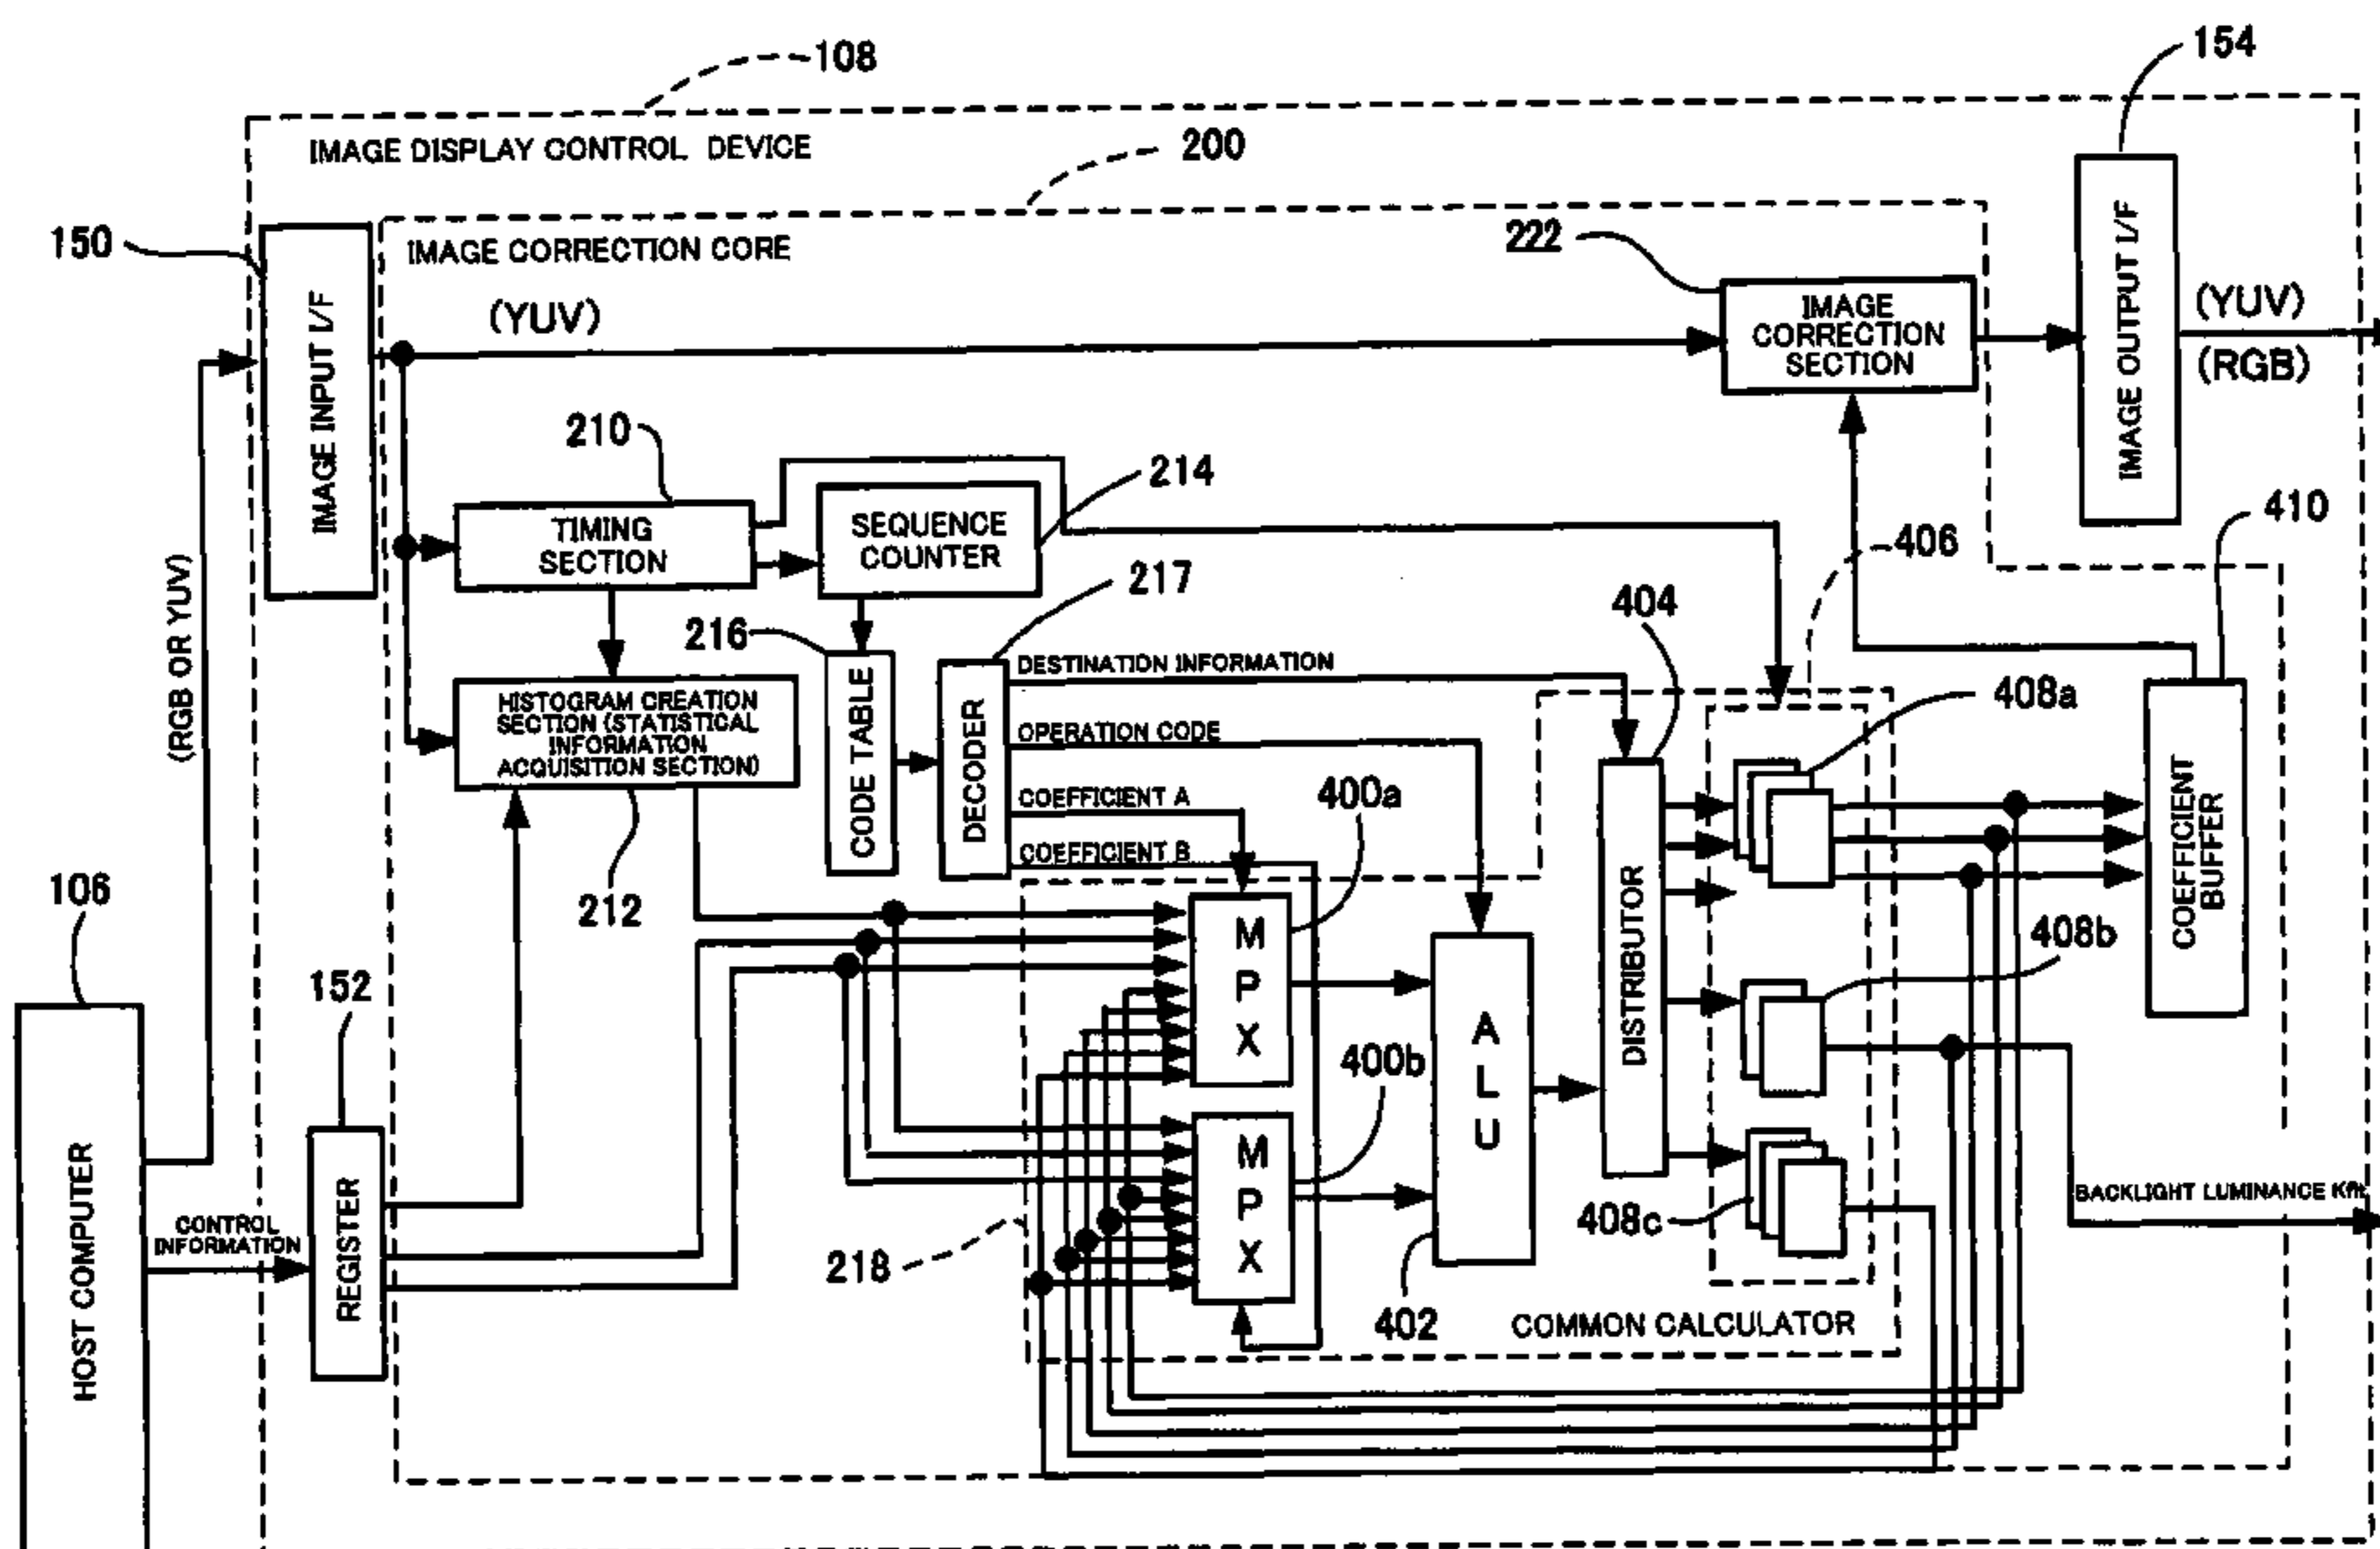 108
154
IMAGE DISPLAY CONTROL DEVICE
200
150
IMAGE CORRECTION CORE
222
IMAGE INPUT I/F
(YUV)
IMAGE
CORRECTION
SECTION
IMAGE OUTPUT I/F
(YUV)
(RGB)
210
214
TIMING
SECTION
SEQUENCE
COUNTER
410
406
217
404
(RGB OR YUV)
216
CODE TABLE
DECODER
DESTINATION INFORMATION
408a
HISTOGRAM CREATION
SECTION (STATISTICAL
INFORMATION
ACQUISITION SECTION)
OPERATION CODE
COEFFICIENT A
400a
COEFFICIENT B
212
DISTRIBUTOR
COEFFICIENT
BUFFER
106
M
P
X
408b
152
A
L
U
400b
M
P
X
HOST COMPUTER
CONTROL
INFORMATION
REGISTER
218
408c
BACKLIGHT LUMINANCE Kflt
402
COMMON CALCULATOR